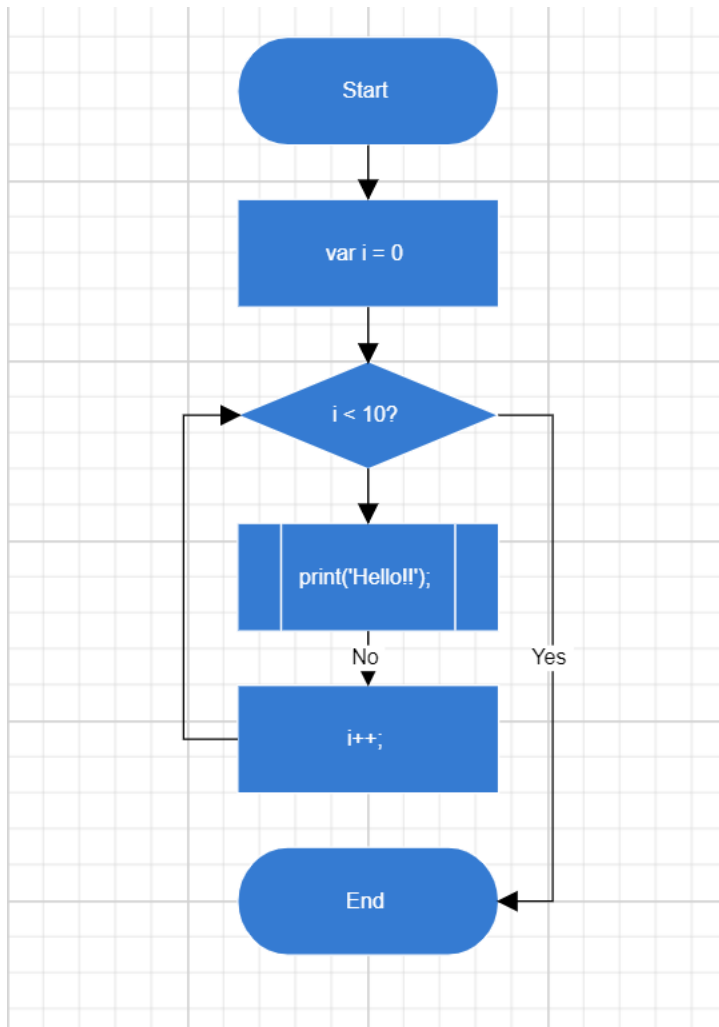 Start
var i = 0
i < 10?
print('Hello!!');
No
Yes
i++;
End